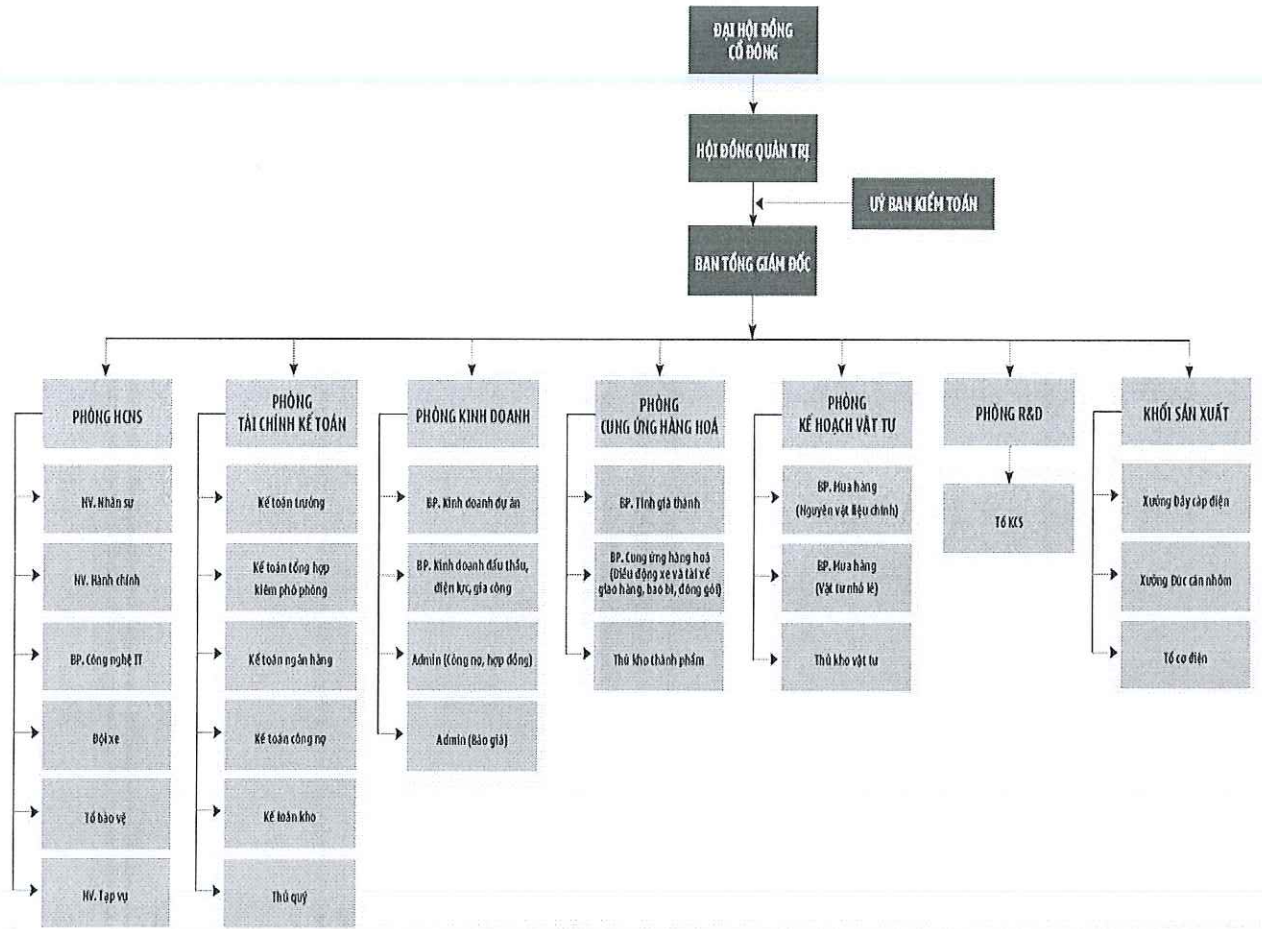 ĐẠI HỘI ĐỒNG
CỔ ĐÔNG
HỘI ĐỒNG QUẢN TRỊ
UỶ BAN KIỂM TOÁN
BAN TỔNG GIÁM ĐỐC
PHÒNG HCNS
NV. Nhân sự
NV. Hành chính
BP. Công nghệ IT
Đội xe
Tổ bảo vệ
NV. Tạp vụ
PHÒNG
TÀI CHÍNH KẾ TOÁN
Kế toán trưởng
Kế toán tổng hợp
kiêm phó phòng
Kế toán ngân hàng
Kế toán công nợ
Kế toán kho
Thủ quỹ
PHÒNG KINH DOANH
BP. Kinh doanh dự án
BP. Kinh doanh đấu thầu,
điện lực, gia công
Admin (Công nợ, hợp đồng)
Admin (Báo giá)
PHÒNG
CUNG ỨNG HÀNG HOÁ
BP. Tính giá thành
BP. Cung ứng hàng hoá
(Điều động xe và tài xế
giao hàng, bao bì, đóng gói)
Thủ kho thành phẩm
PHÒNG
KẾ HOẠCH VẬT TƯ
BP. Mua hàng
(Nguyên vật liệu chính)
BP. Mua hàng
(Vật tư nhỏ lẻ)
Thủ kho vật tư
PHÒNG R&D
Tổ KCS
KHỐI SẢN XUẤT
Xưởng Dây cáp điện
Xưởng Đúc cán nhôm
Tổ cơ điện